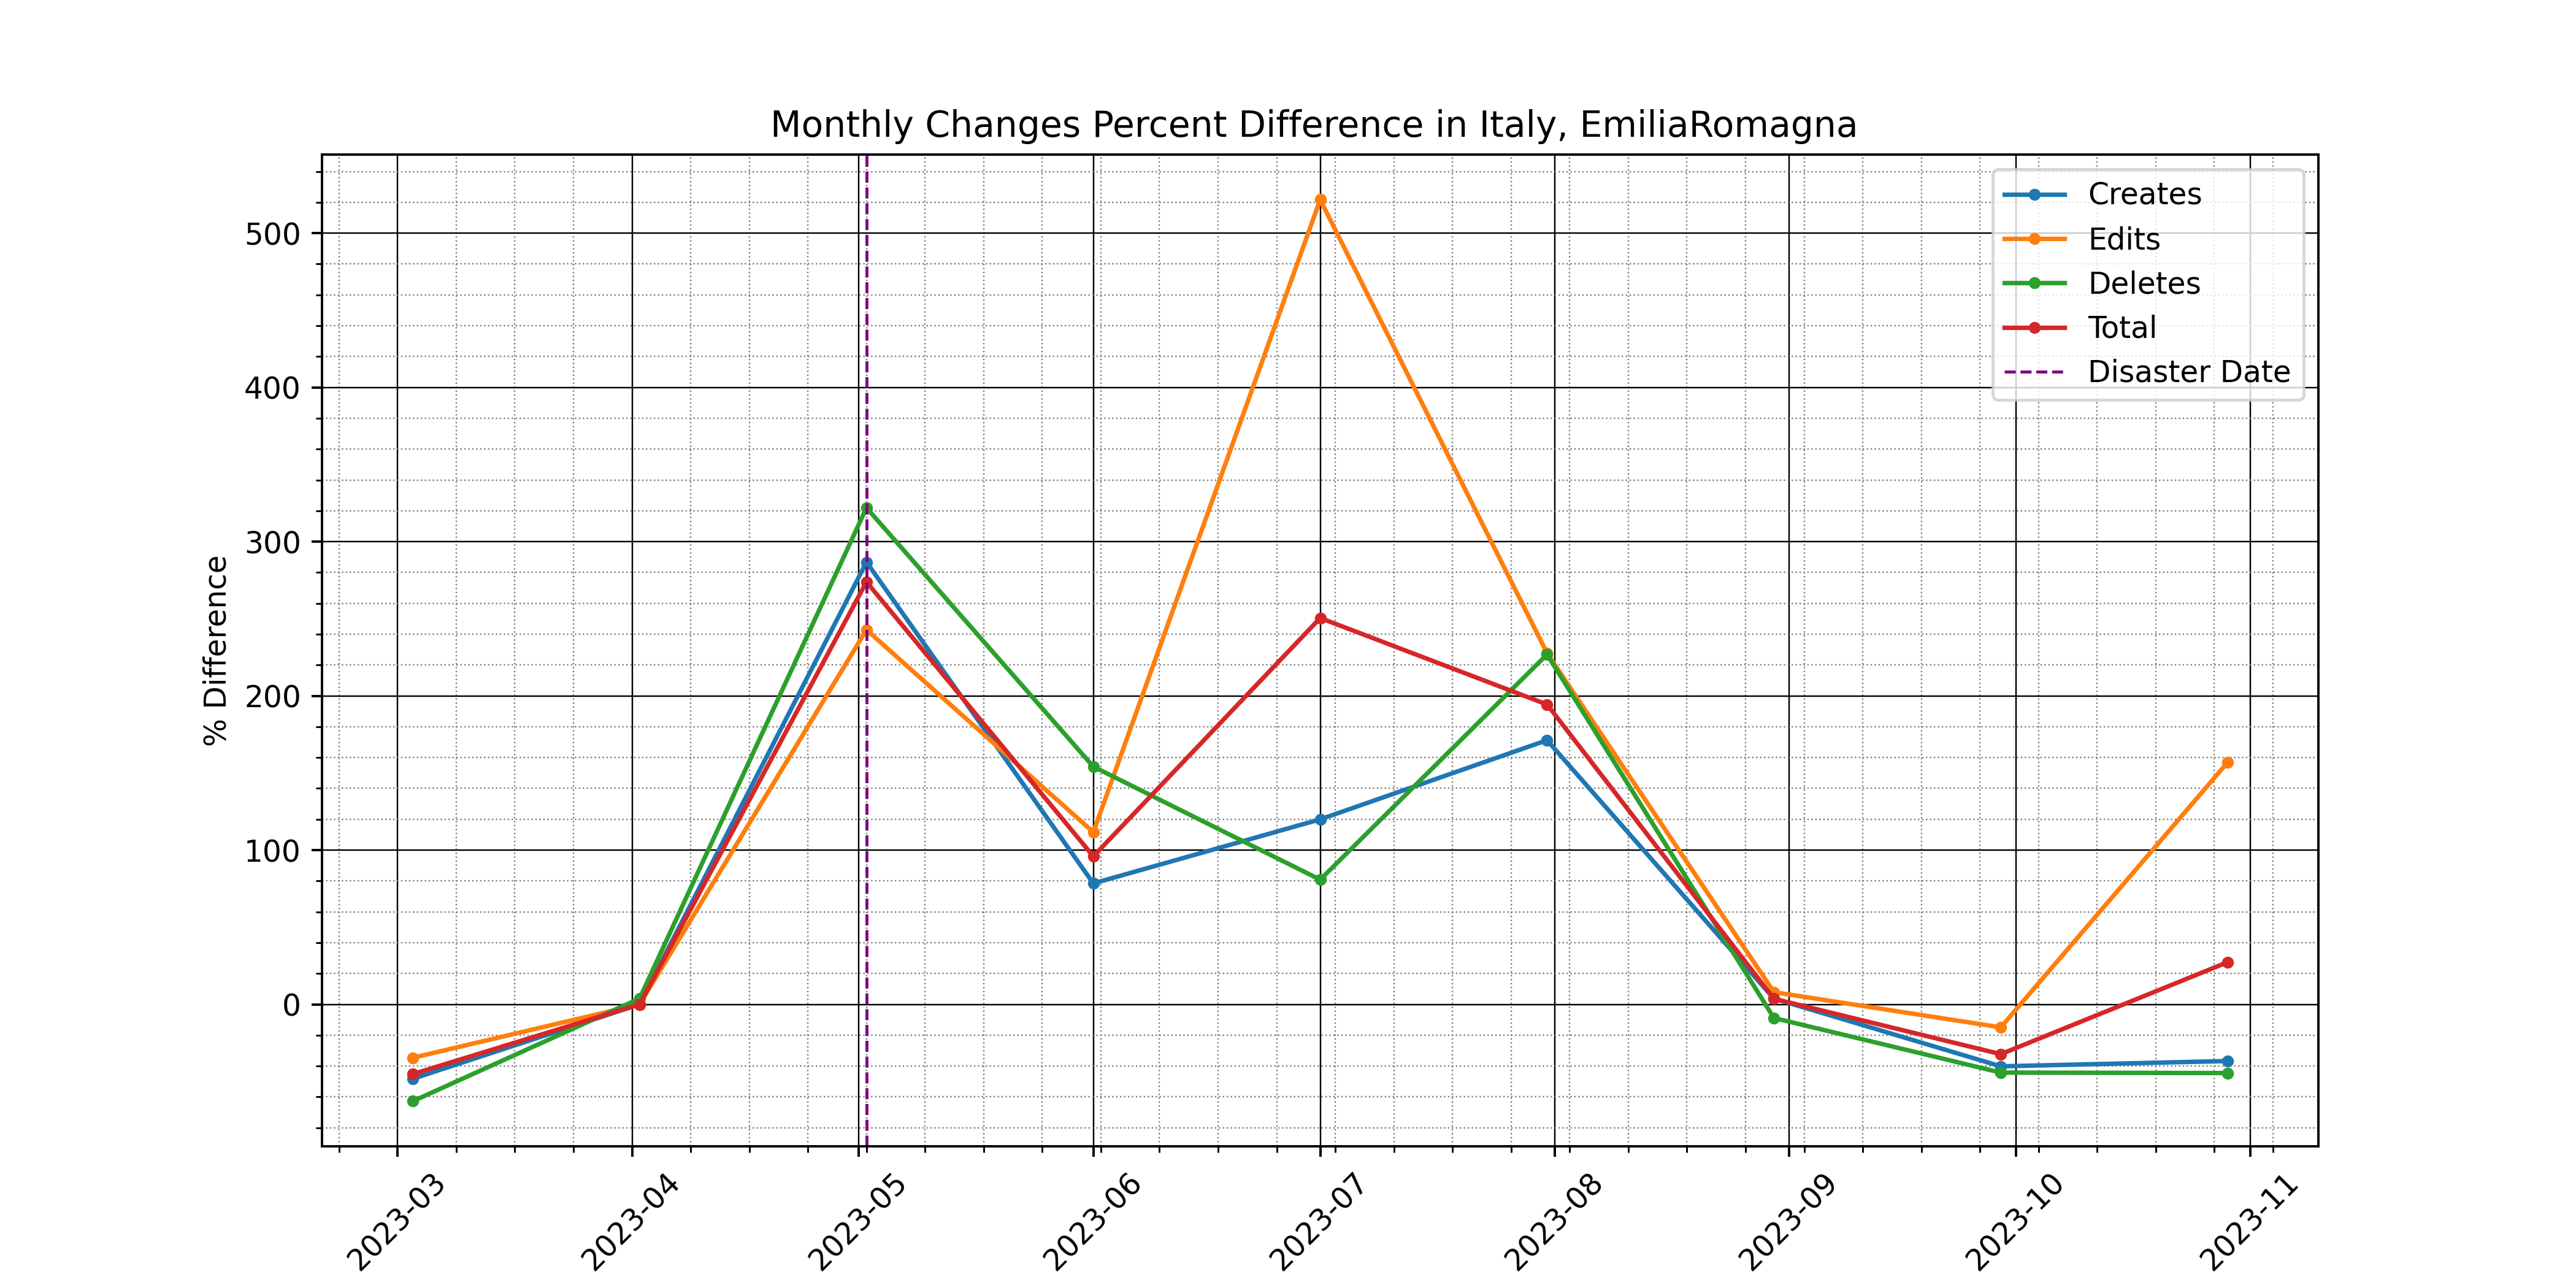 Monthly Changes Percent Difference in Italy, EmiliaRomagna
Creates
Edits
Deletes
Total
Disaster Date
% Difference
500
400
300
200
100
0
2023-03
2023-04
2023-05
2023-06
2023-07
2023-08
2023-09
2023-10
2023-11